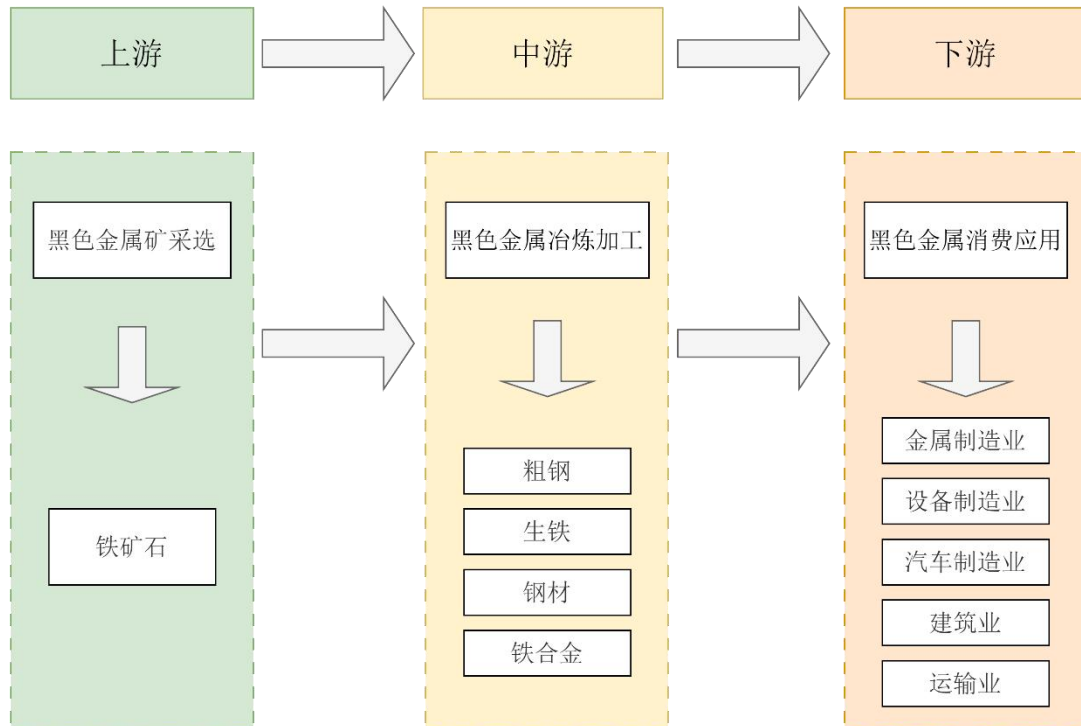 上游
中游
下游
黑色金属矿采选
黑色金属冶炼加工
黑色金属消费应用
铁矿石
粗钢
生铁
钢材
铁合金
金属制造业
设备制造业
汽车制造业
建筑业
运输业